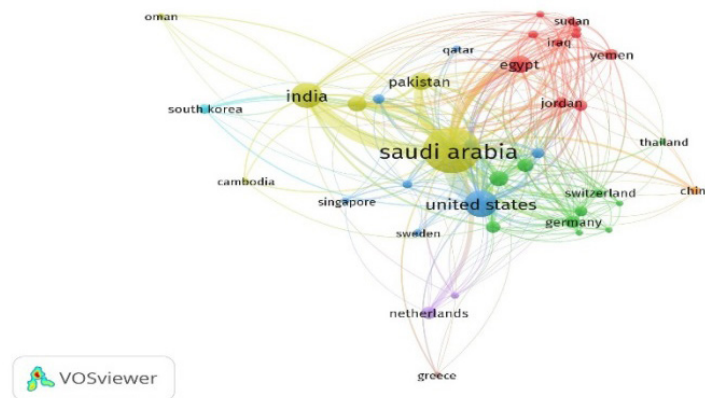 oman
sudan
iraq
qatar
yemen
egypt
pakistan
india
south korea
jordan
saudi arabia
thailand
cambodia
switzerland
chin
singapore
united states
germany
sweden
netherlands
greece
VOSviewer